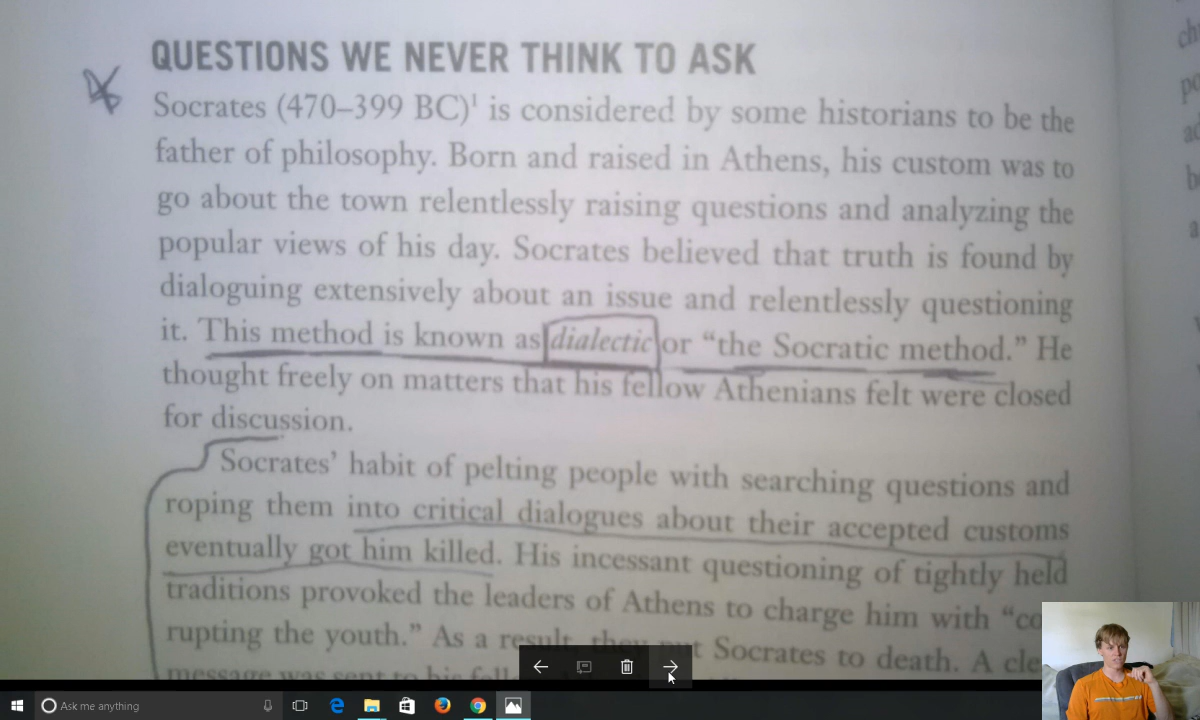 QUESTIONS WE NEVER THINK TO ASK
Socrates (470–399 BC)¹ is considered by some historians to be the
father of philosophy. Born and raised in Athens, his custom was to
go about the town relentlessly raising questions and analyzing the
popular views of his day. Socrates believed that truth is found by
dialoguing extensively about an issue and relentlessly questioning
it. This method is known as dialectic or “the Socratic method.” He
thought freely on matters that his fellow Athenians felt were closed
for discussion.
Socrates’ habit of pelting people with searching questions and
roping them into critical dialogues about their accepted customs
eventually got him killed. His incessant questioning of tightly held
traditions provoked the leaders of Athens to charge him with “co
rupting the youth.” As a result, they put Socrates to death. A cle
message was sent to his
Ask me anything